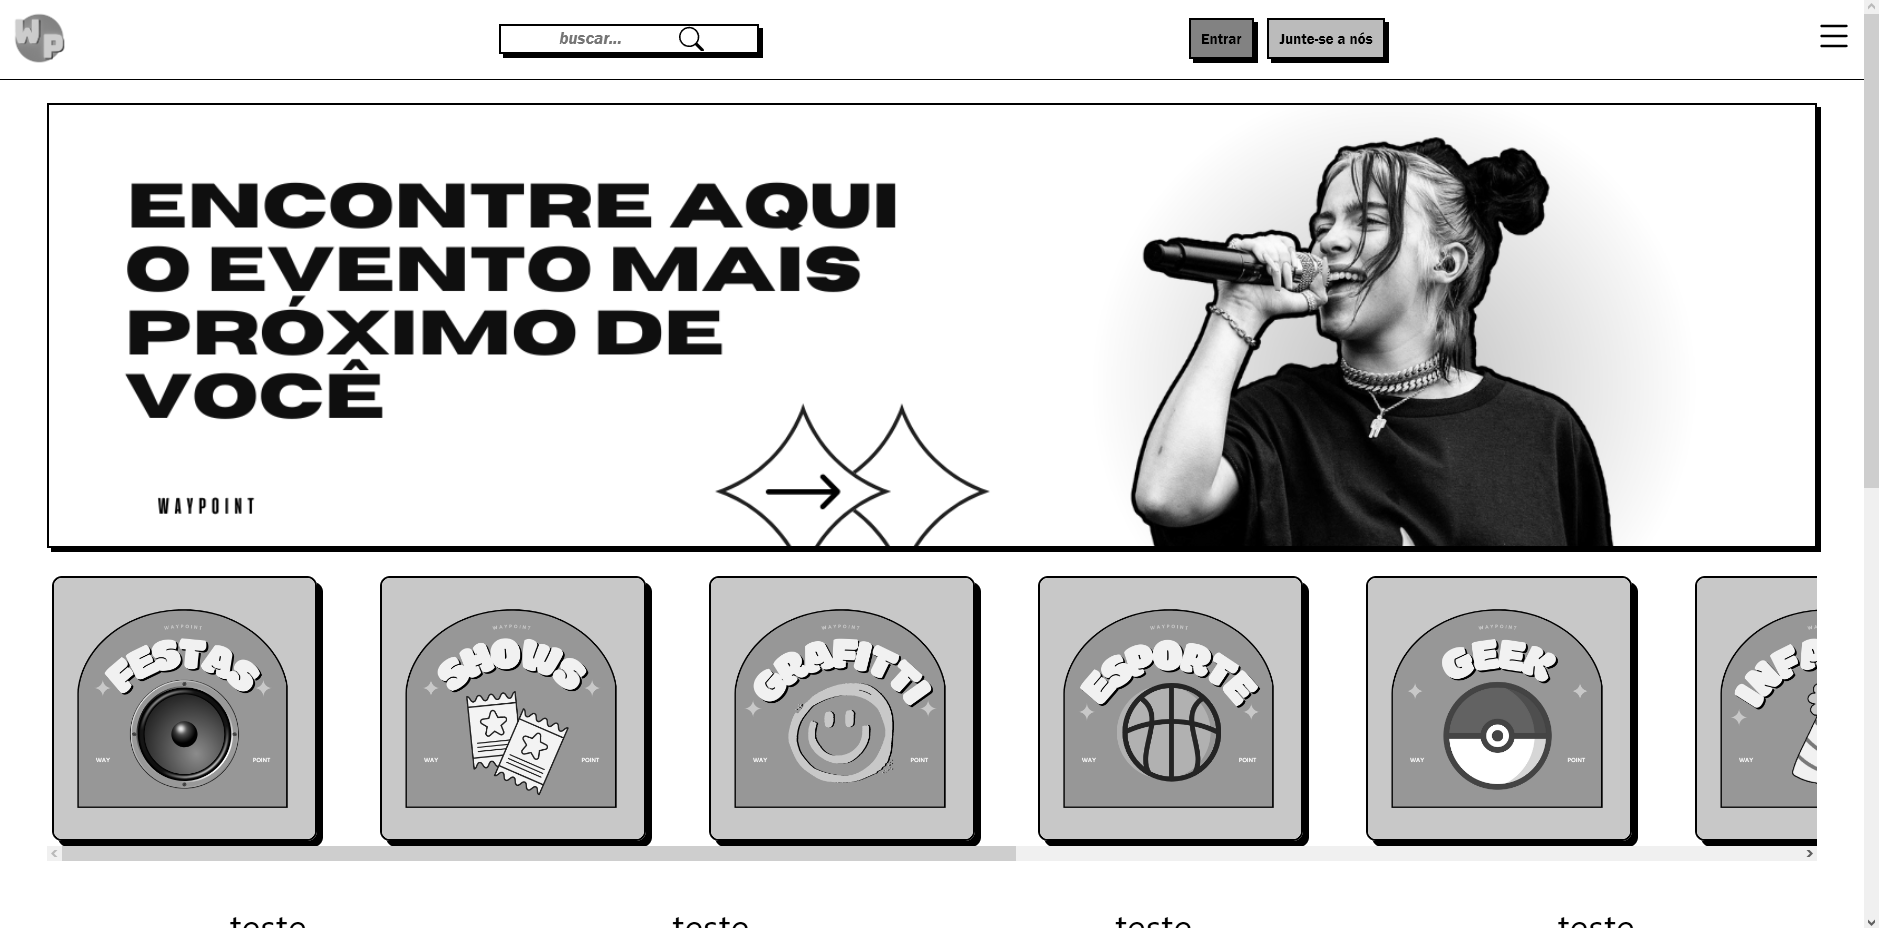 WP
buscar...
Entrar
Junte-se a nós
ENCONTRE AQUI
O EVENTO MAIS
PRÓXIMO DE
VOCÊ
WAYPOINT
WAYPOINT
FESTAS
WAY POINT
WAYPOINT
SHOWS
WAY POINT
WAYPOINT
GRAFITTI
WAY POINT
WAYPOINT
ESPORTE
WAY POINT
WAYPOINT
GEEK
WAY POINT
INFA
WAY
teste
teste
teste
teste